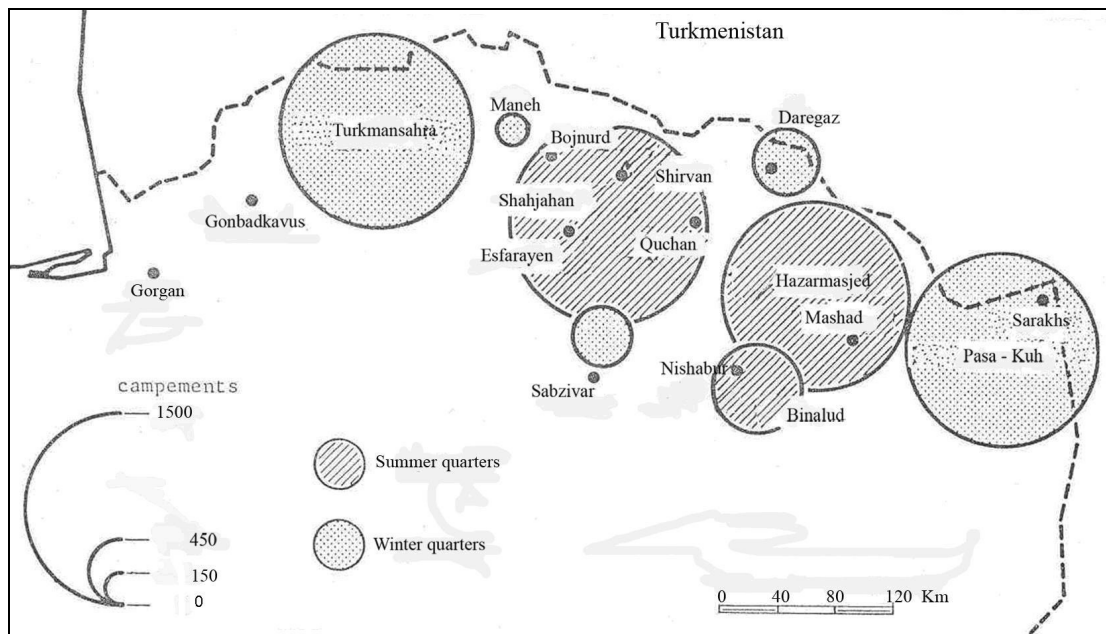 Turkmenistan
Maneh
Daregaz
Turkmansahra
Bojnurd
Shirvan
Shahjahan
Gonbadkavus
Esfarayen
Quchan
Hazarmasjed
Gorgan
Mashad
Sarakhs
Pasa - Kuh
Nishabur
Sabzivar
Binalud
campements
1500
450
150
0
Summer quarters
Winter quarters
0 40 80 120 Km